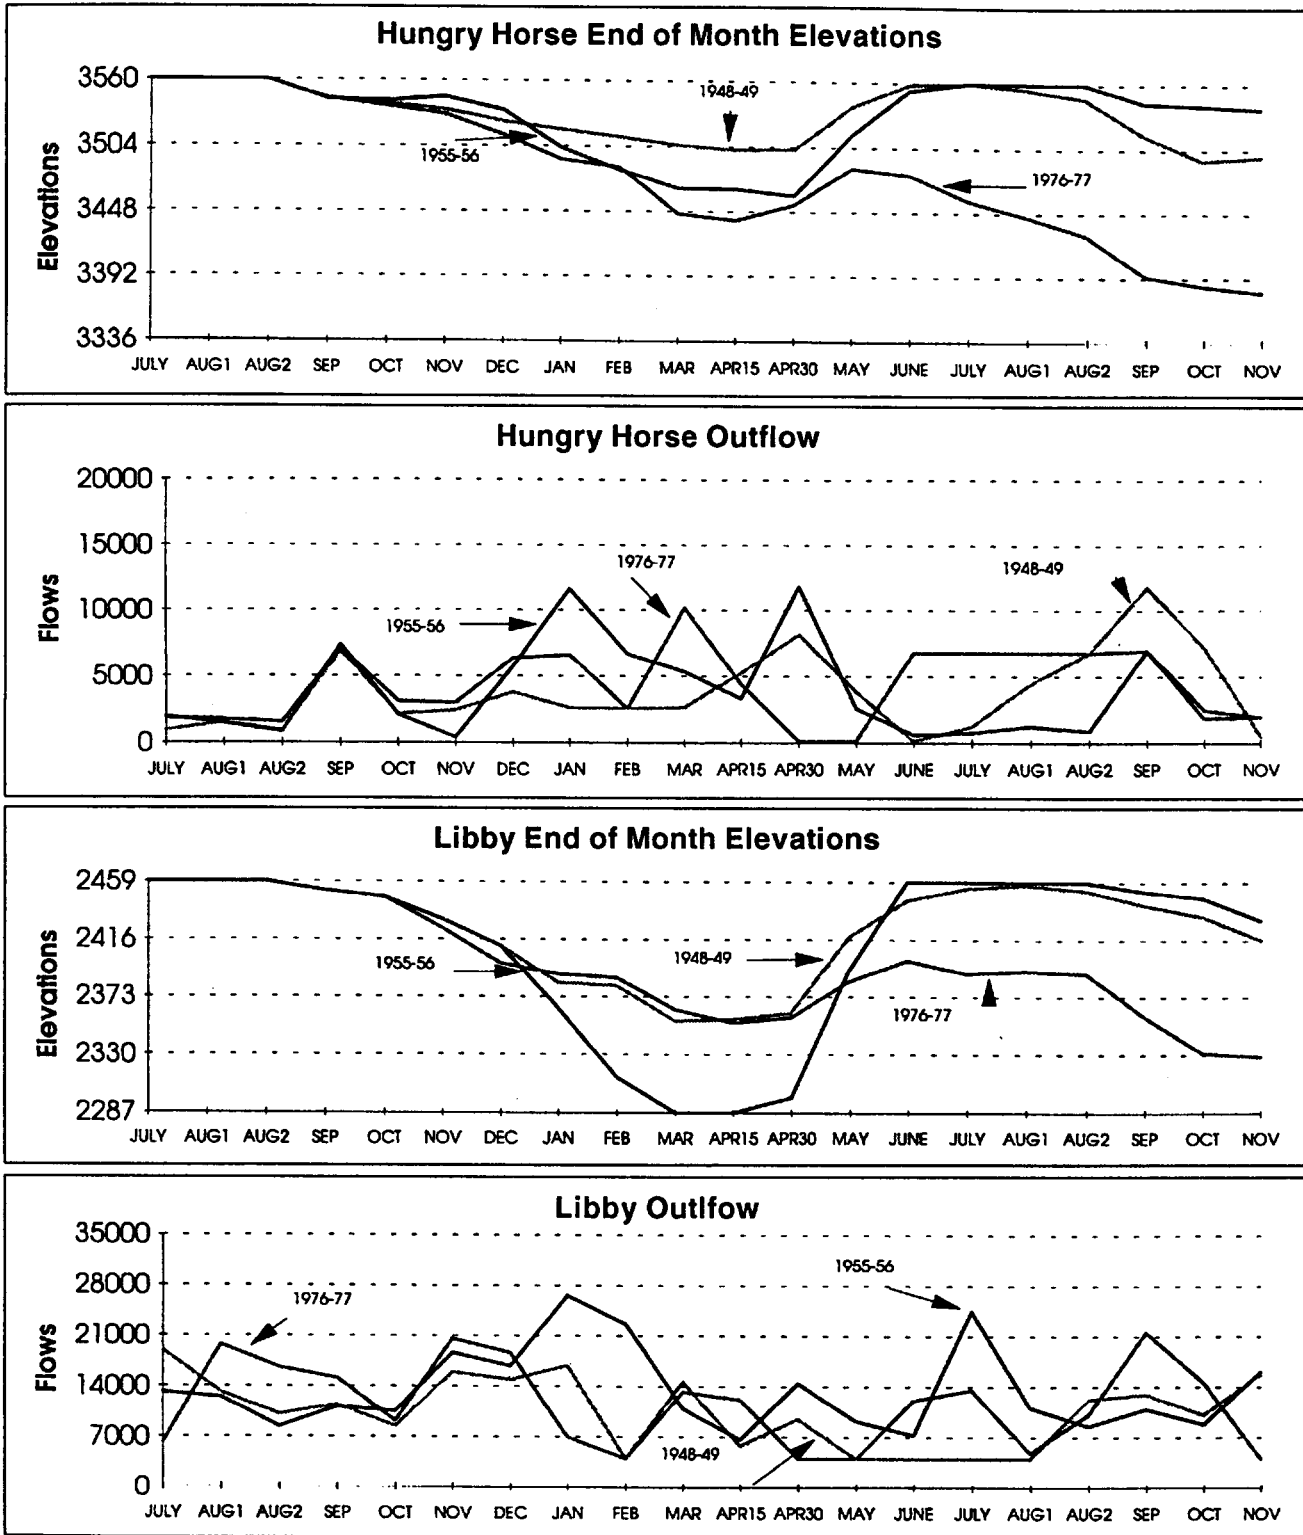 Hungry Horse End of Month Elevations
Elevations
3560
3504
3448
3392
3336
1948-49
1955-56
1976-77
JULY AUG1 AUG2 SEP OCT NOV DEC JAN FEB MAR APR15 APR30 MAY JUNE JULY AUG1 AUG2 SEP OCT NOV
Hungry Horse Outflow
Flows
20000
15000
10000
5000
0
1976-77
1948-49
1955-56
JULY AUG1 AUG2 SEP OCT NOV DEC JAN FEB MAR APR15 APR30 MAY JUNE JULY AUG1 AUG2 SEP OCT NOV
Libby End of Month Elevations
Elevations
2459
2416
2373
2330
2287
1955-56
1948-49
1976-77
JULY AUG1 AUG2 SEP OCT NOV DEC JAN FEB MAR APR15 APR30 MAY JUNE JULY AUG1 AUG2 SEP OCT NOV
Libby Outlfow
Flows
35000
28000
21000
14000
7000
0
1955-56
1976-77
1948-49
JULY AUG1 AUG2 SEP OCT NOV DEC JAN FEB MAR APR15 APR30 MAY JUNE JULY AUG1 AUG2 SEP OCT NOV